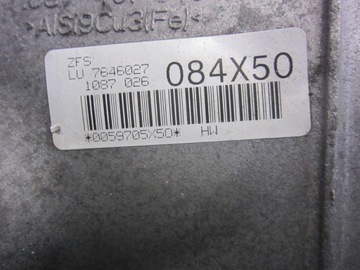 >AlSi9Cu3(Fe)<
ZFS
LU 7646027
1087 026
084X50
*0059705X50*
HW